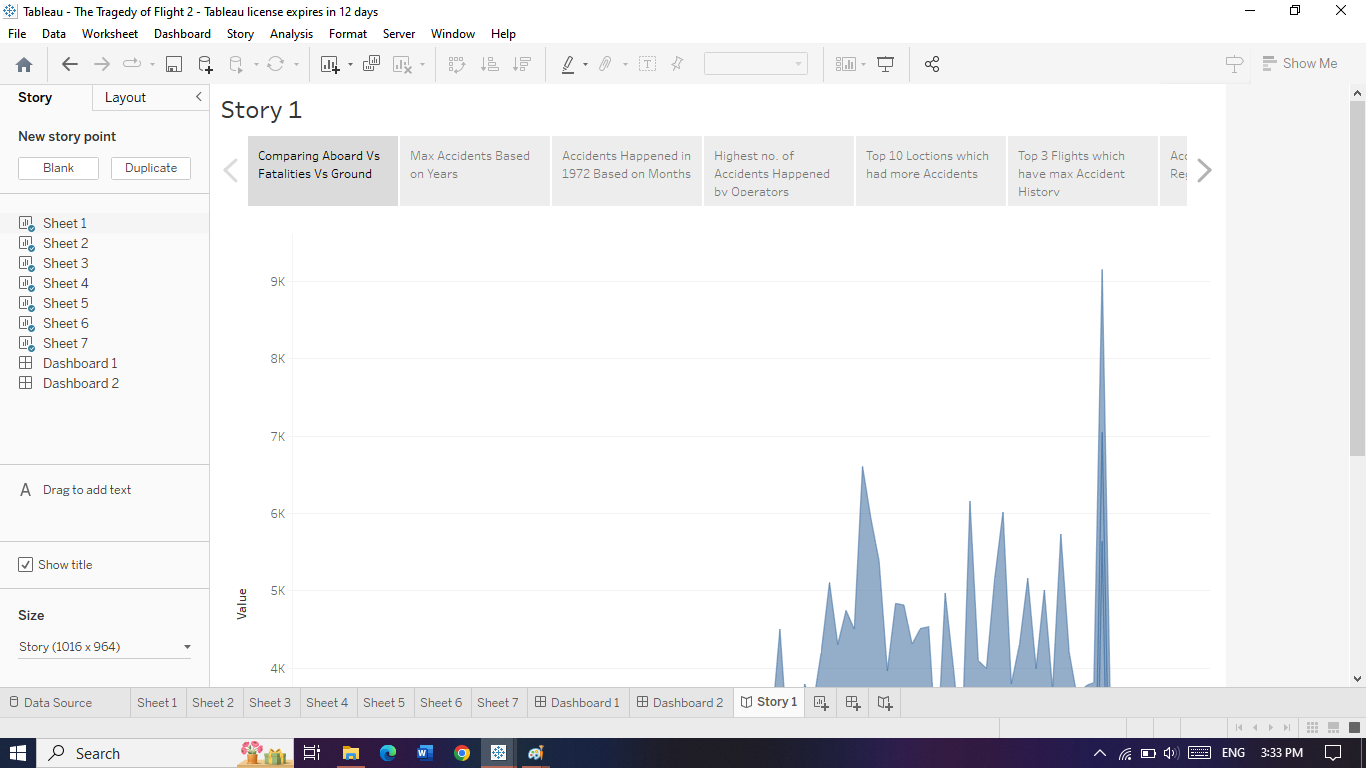 Tableau - The Tragedy of Flight 2 - Tableau license expires in 12 days
File Data Worksheet Dashboard Story Analysis Format Server Window Help
Show Me
Story Layout
New story point
Blank Duplicate
Sheet 1
Sheet 2
Sheet 3
Sheet 4
Sheet 5
Sheet 6
Sheet 7
Dashboard 1
Dashboard 2
A Drag to add text
Show title
Size
Story (1016 x 964)
Story 1
Comparing Aboard Vs
Fatalities Vs Ground
Max Accidents Based
on Years
Accidents Happened in
1972 Based on Months
Highest no. of
Accidents Happened
by Operators
Top 10 Loctions which
had more Accidents
Top 3 Flights which
have max Accident
History
9K
8K
7K
6K
5K
4K
Value
Data Source Sheet 1 Sheet 2 Sheet 3 Sheet 4 Sheet 5 Sheet 6 Sheet 7 Dashboard 1 Dashboard 2 Story 1
Search ENG 3:33 PM